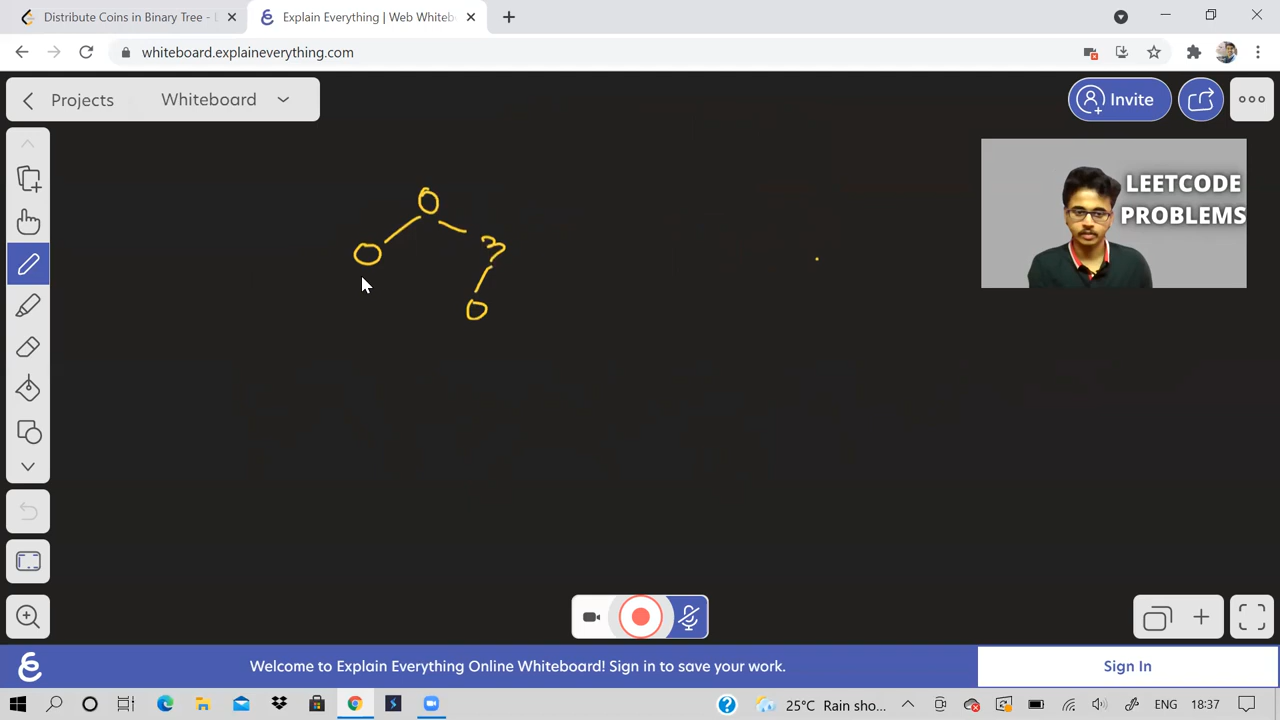 Distribute Coins in Binary Tree - L
Explain Everything | Web Whiteb
whiteboard.explaineverything.com
Projects
Whiteboard
Invite
LEETCODE
PROBLEMS
0
0
3
0
Welcome to Explain Everything Online Whiteboard! Sign in to save your work.
Sign In
25°C Rain sho...
ENG
18:37